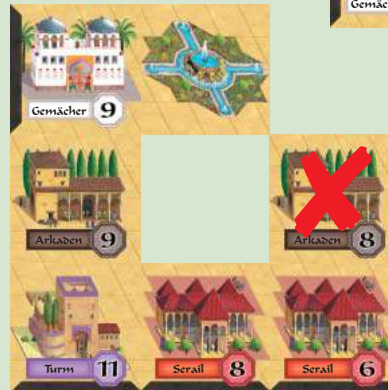 Gemäc
Gemächer 9
Arkaden 9
Arkaden 8
Turm 11
Serail 8
Serail 6